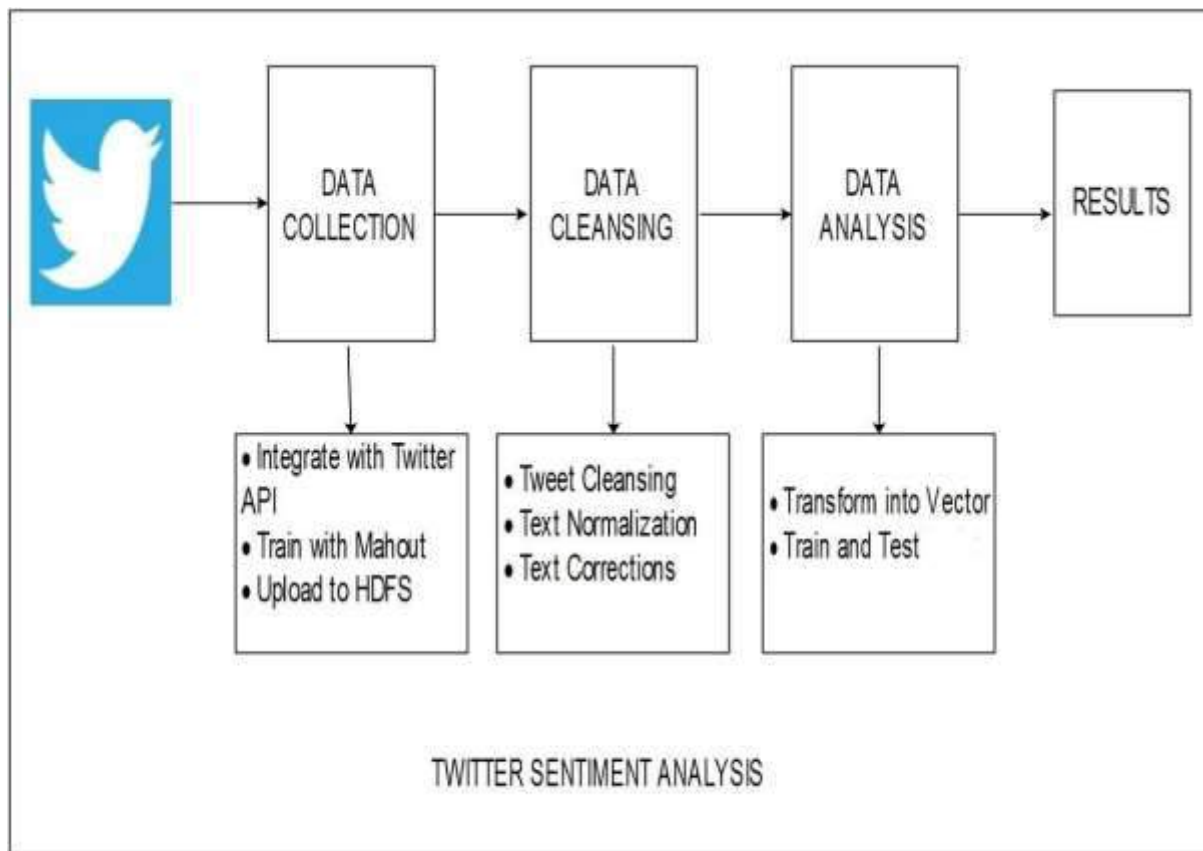 DATA
COLLECTION
DATA
CLEANSING
DATA
ANALYSIS
RESULTS
• Integrate with Twitter
API
• Train with Mahout
• Upload to HDFS
• Tweet Cleansing
• Text Normalization
• Text Corrections
• Transform into Vector
• Train and Test
TWITTER SENTIMENT ANALYSIS